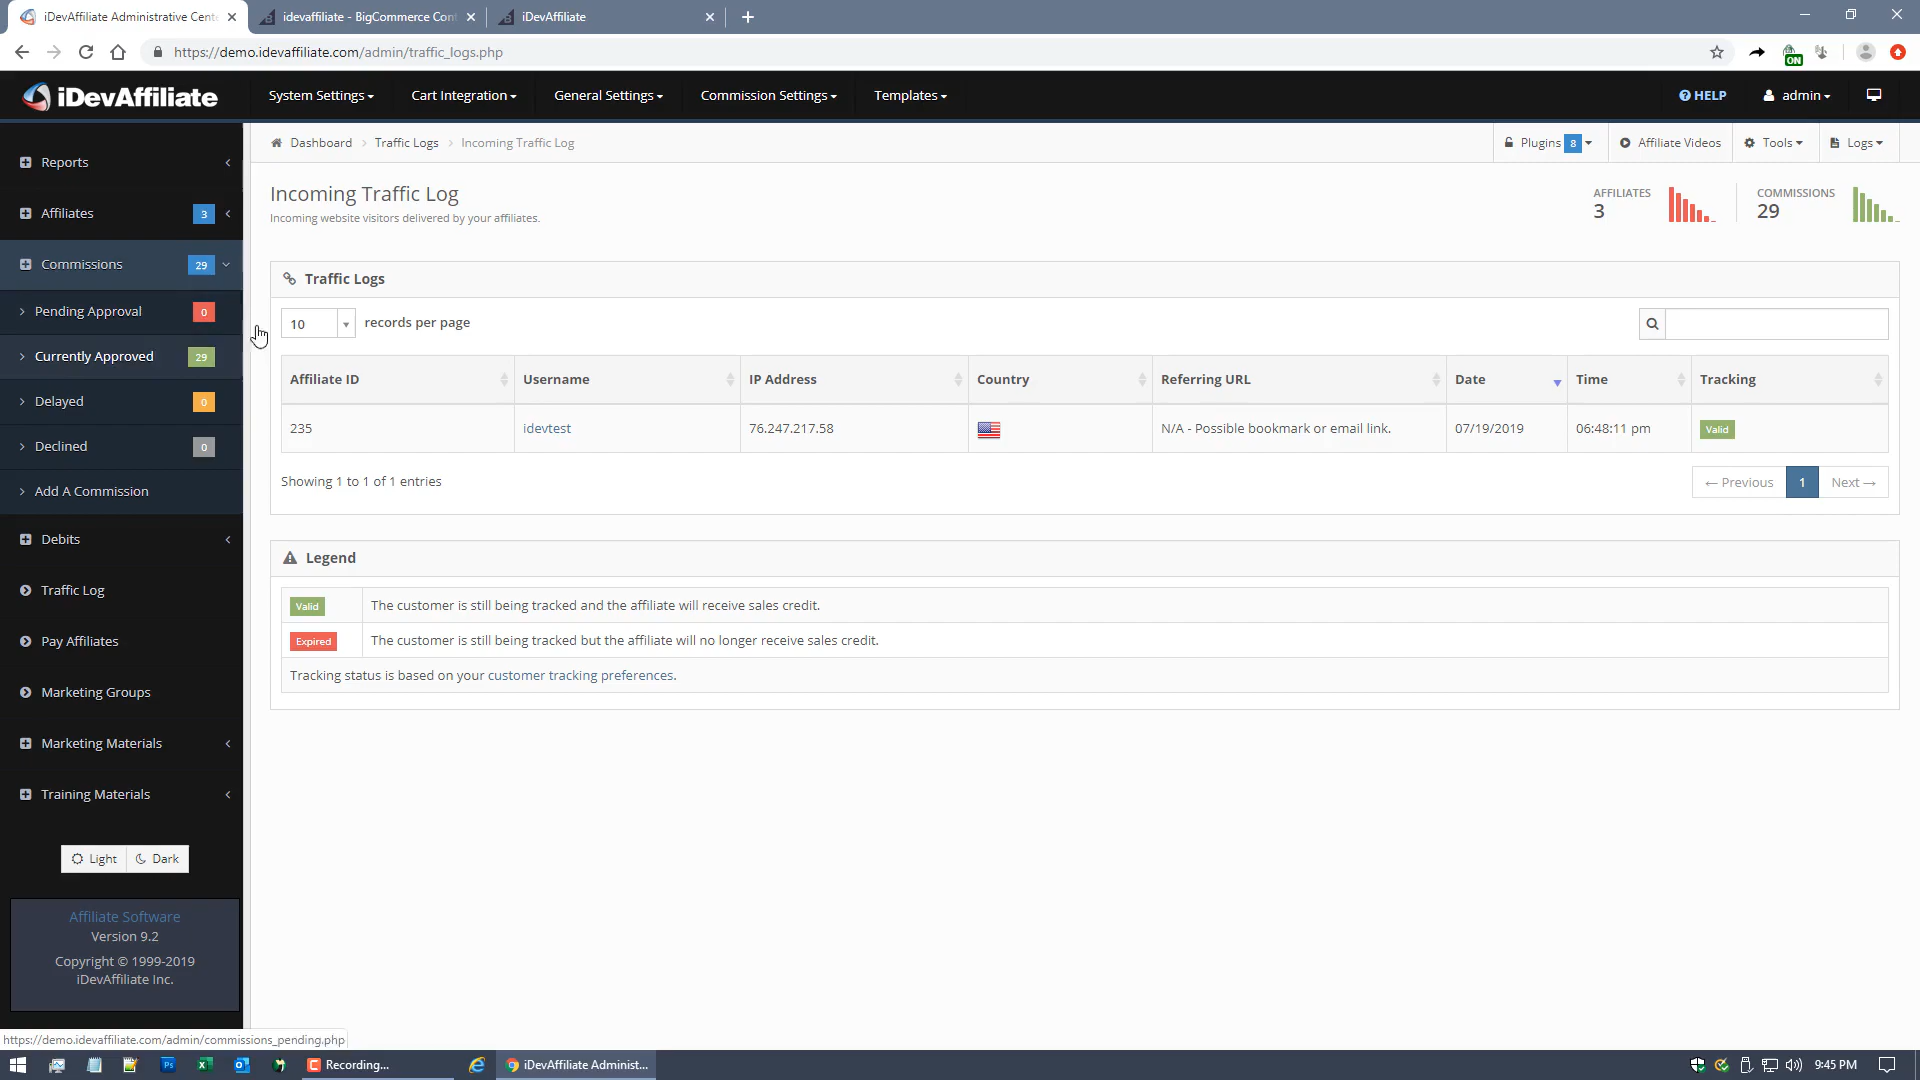 iDevAffiliate Administrative Cente
idevaffiliate - BigCommerce Cont
iDevAffiliate
https://demo.idevaffiliate.com/admin/traffic_logs.php
ON
iDevAffiliate
System Settings
Cart Integration
General Settings
Commission Settings
Templates
HELP
admin
Reports
Affiliates 3
Commissions 29
Pending Approval 0
Currently Approved 29
Delayed 0
Declined 0
Add A Commission
Debits
Traffic Log
Pay Affiliates
Marketing Groups
Marketing Materials
Training Materials
Light Dark
Affiliate Software
Version 9.2
Copyright © 1999-2019
iDevAffiliate Inc.
Dashboard > Traffic Logs > Incoming Traffic Log
Plugins 8
Affiliate Videos
Tools
Logs
Incoming Traffic Log
Incoming website visitors delivered by your affiliates.
AFFILIATES
3
COMMISSIONS
29
Traffic Logs
10 records per page
Affiliate ID Username IP Address Country Referring URL Date Time Tracking
235 idevtest 76.247.217.58 N/A - Possible bookmark or email link. 07/19/2019 06:48:11 pm Valid
Showing 1 to 1 of 1 entries
← Previous 1 Next →
Legend
Valid The customer is still being tracked and the affiliate will receive sales credit.
Expired The customer is still being tracked but the affiliate will no longer receive sales credit.
Tracking status is based on your customer tracking preferences.
https://demo.idevaffiliate.com/admin/commissions_pending.php
Ps
Recording...
iDevAffiliate Administ...
9:45 PM